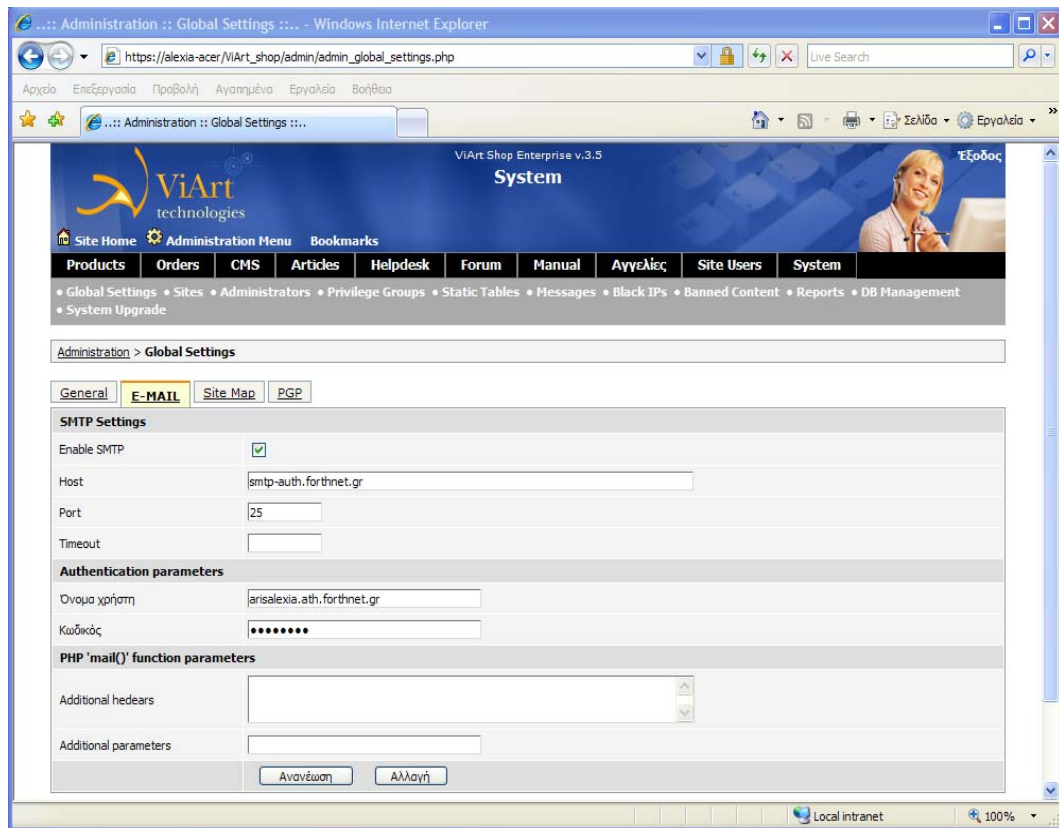 ..:: Administration :: Global Settings ::.. - Windows Internet Explorer
https://alexia-acer/ViArt_shop/admin/admin_global_settings.php
Live Search
Αρχείο Επεξεργασία Προβολή Αγαπημένα Εργαλεία Βοήθεια
..:: Administration :: Global Settings ::..
Σελίδα
Εργαλεία
ViArt
technologies
ViArt Shop Enterprise v.3.5
System
Έξοδος
Site Home Administration Menu Bookmarks
Products Orders CMS Articles Helpdesk Forum Manual Αγγελίες Site Users System
• Global Settings • Sites • Administrators • Privilege Groups • Static Tables • Messages • Black IPs • Banned Content • Reports • DB Management
• System Upgrade
Administration > Global Settings
General E-MAIL Site Map PGP
SMTP Settings
Enable SMTP
Host smtp-auth.forthnet.gr
Port 25
Timeout
Authentication parameters
Όνομα χρήστη arisalexia.ath.forthnet.gr
Κωδικός ••••••••
PHP 'mail()' function parameters
Additional hedears
Additional parameters
Ανανέωση Αλλαγή
Local intranet 100%